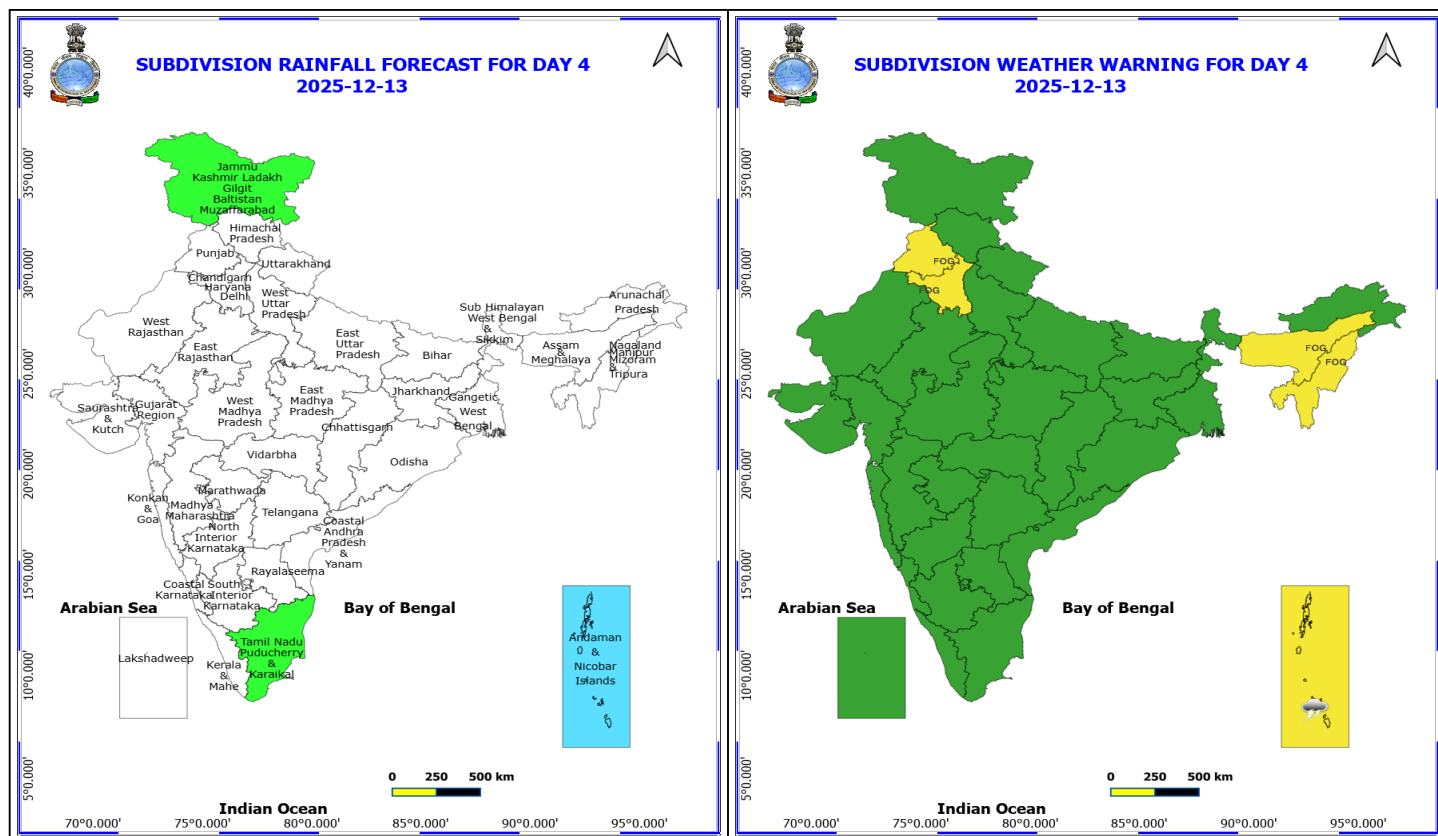 SUBDIVISION RAINFALL FORECAST FOR DAY 4
2025-12-13
40°0.000'
35°0.000'
30°0.000'
25°0.000'
20°0.000'
15°0.000'
10°0.000'
5°0.000'
Jammu
Kashmir Ladakh
Gilgit
Baltistan
Muzaffarabad
Himachal
Pradesh
Punjab
Uttarakhand
Chandigarh
Haryana
Delhi
West
Uttar
Pradesh
Arunachal
Pradesh
Sub Himalayan
West Bengal
&
Sikkim
West
Rajasthan
East
Rajasthan
East
Uttar
Pradesh
Bihar
Assam
&
Meghalaya
Nagaland
Manipur
Mizoram
&
Tripura
Saurashtra
&
Kutch
Gujarat
Region
West
Madhya
Pradesh
East
Madhya
Pradesh
Jharkhand
Gangetic
West
Bengal
Chhattisgarh
Vidarbha
Odisha
Konkan
&
Goa
Marathwada
Madhya
Maharashtra
Telangana
North
Interior
Karnataka
Coastal
Andhra
Pradesh
&
Yanam
Rayalaseema
Coastal
Karnataka
South
Interior
Karnataka
Arabian Sea
Bay of Bengal
Lakshadweep
Tamil Nadu
Puducherry
&
Karaikal
Kerala
&
Mahe
Andaman
&
Nicobar
Islands
0 250 500 km
Indian Ocean
70°0.000' 75°0.000' 80°0.000' 85°0.000' 90°0.000' 95°0.000'
SUBDIVISION WEATHER WARNING FOR DAY 4
2025-12-13
40°0.000'
35°0.000'
30°0.000'
25°0.000'
20°0.000'
15°0.000'
10°0.000'
5°0.000'
FOG
FOG
FOG
FOG
Arabian Sea
Bay of Bengal
0 250 500 km
Indian Ocean
70°0.000' 75°0.000' 80°0.000' 85°0.000' 90°0.000' 95°0.000'